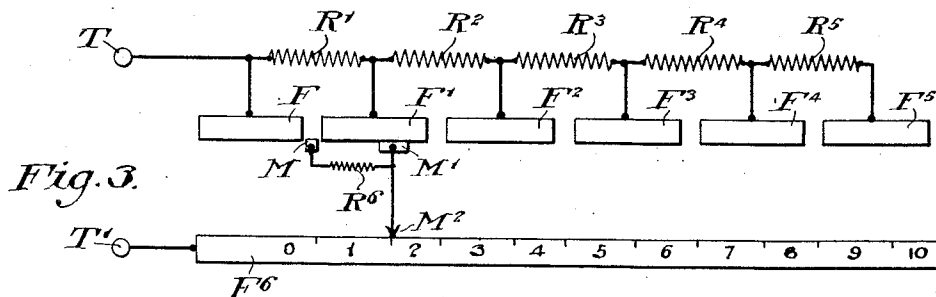 T R¹ R² R³ R⁴ R⁵
F F¹ F² F³ F⁴ F⁵
M M¹
Fig. 3. R⁶
M²
T¹ 0 1 2 3 4 5 6 7 8 9 10
F⁶